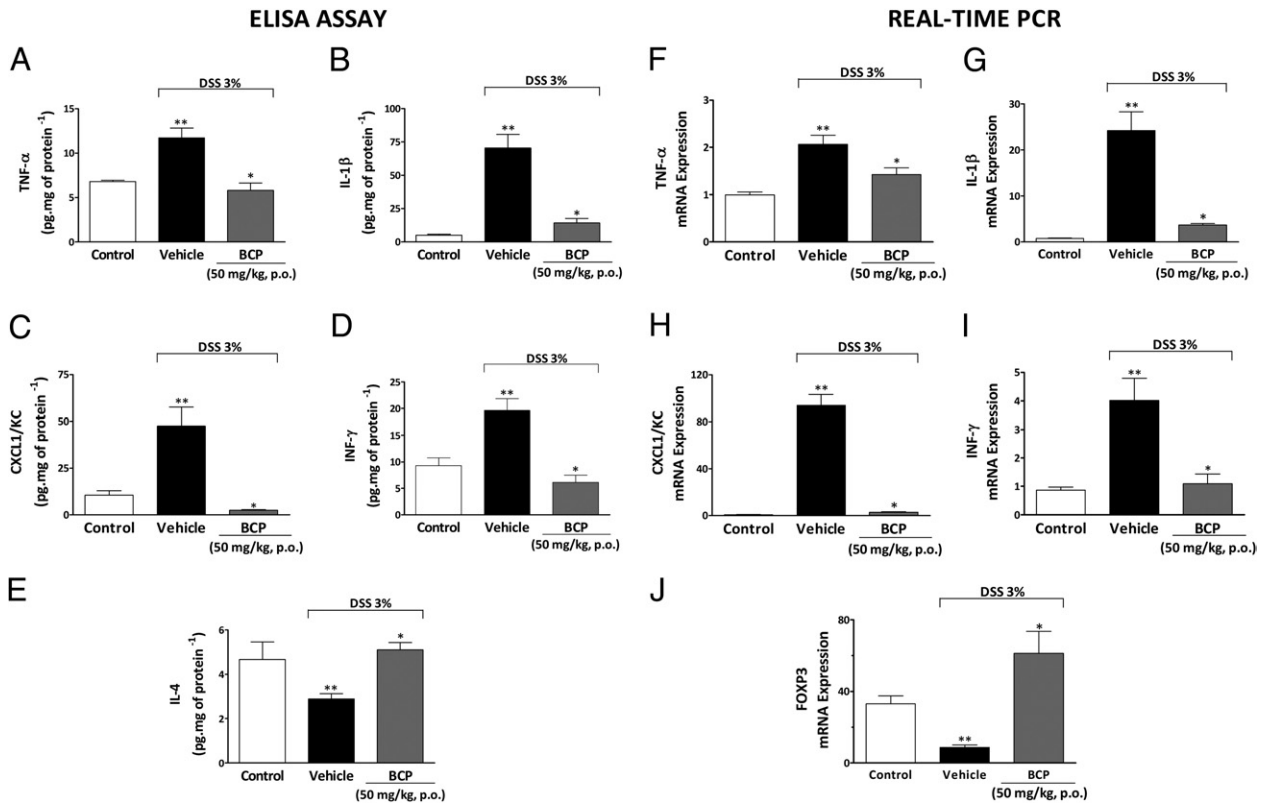 ELISA ASSAY
REAL-TIME PCR
A
DSS 3%
TNF-α
(pg.mg of protein -1)
15
10
5
0
**
*
Control
Vehicle
BCP
(50 mg/kg, p.o.)
B
DSS 3%
IL-1β
(pg.mg of protein -1)
100
75
50
25
0
**
*
Control
Vehicle
BCP
(50 mg/kg, p.o.)
F
DSS 3%
TNF-α
mRNA Expression
3
2
1
0
**
*
Control
Vehicle
BCP
(50 mg/kg, p.o.)
G
DSS 3%
IL-1β
mRNA Expression
30
20
10
0
**
*
Control
Vehicle
BCP
(50 mg/kg, p.o.)
C
DSS 3%
CXCL1/KC
(pg.mg of protein -1)
75
50
25
0
**
*
Control
Vehicle
BCP
(50 mg/kg, p.o.)
D
DSS 3%
INF-γ
(pg.mg of protein -1)
25
20
15
10
5
0
**
*
Control
Vehicle
BCP
(50 mg/kg, p.o.)
H
DSS 3%
CXCL1/KC
mRNA Expression
120
80
40
0
**
*
Control
Vehicle
BCP
(50 mg/kg, p.o.)
I
DSS 3%
INF-γ
mRNA Expression
5
4
3
2
1
0
**
*
Control
Vehicle
BCP
(50 mg/kg, p.o.)
E
DSS 3%
IL-4
(pg.mg of protein -1)
6
4
2
0
**
*
Control
Vehicle
BCP
(50 mg/kg, p.o.)
J
DSS 3%
FOXP3
mRNA Expression
80
40
0
**
*
Control
Vehicle
BCP
(50 mg/kg, p.o.)